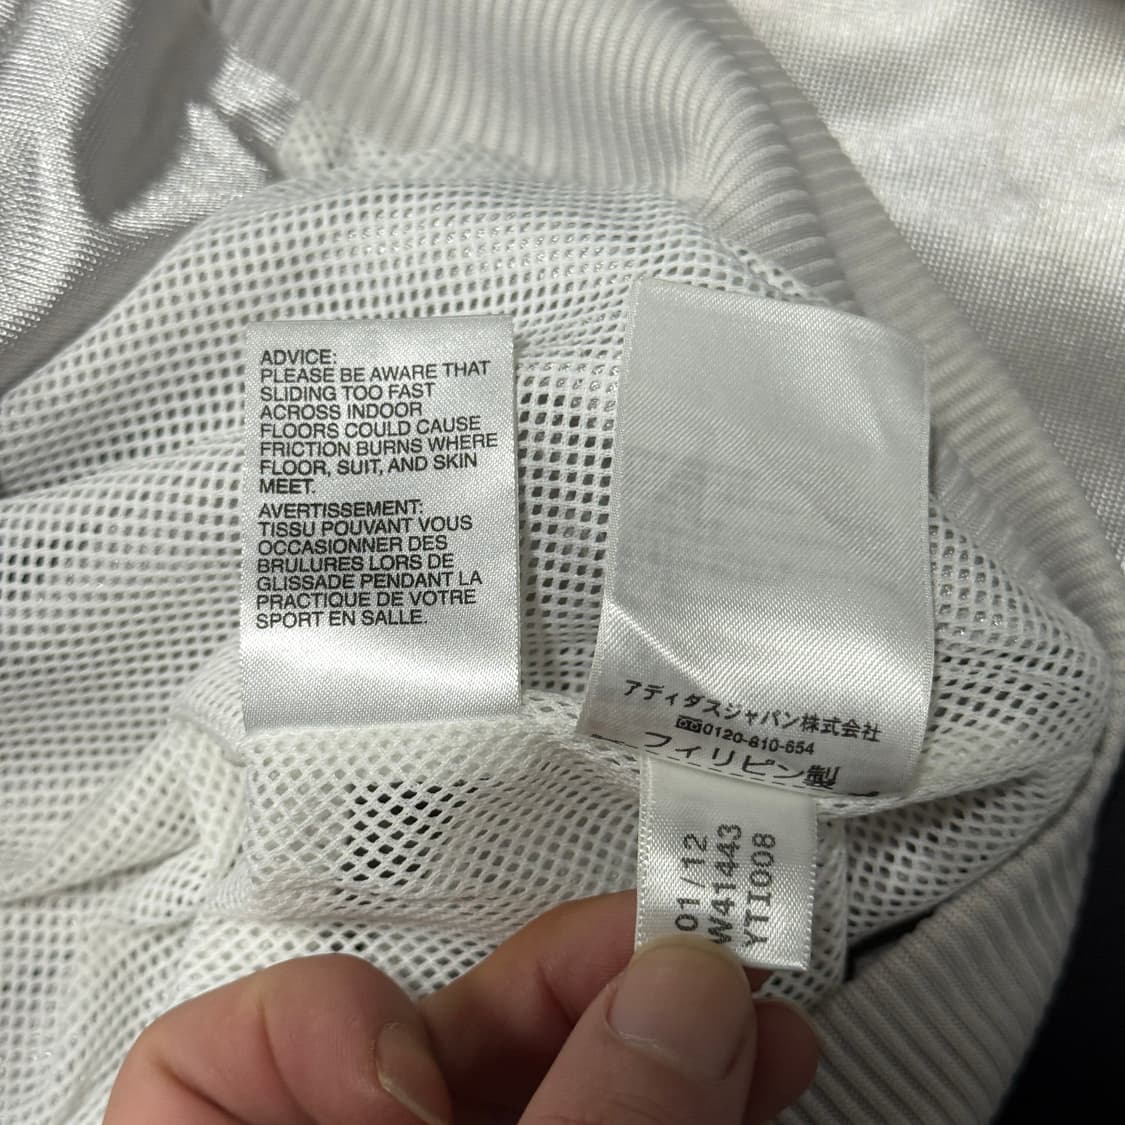 ADVICE:
PLEASE BE AWARE THAT
SLIDING TOO FAST
ACROSS INDOOR
FLOORS COULD CAUSE
FRICTION BURNS WHERE
FLOOR, SUIT, AND SKIN
MEET.
AVERTISSEMENT:
TISSU POUVANT VOUS
OCCASIONNER DES
BRULURES LORS DE
GLISSADE PENDANT LA
PRACTIQUE DE VOTRE
SPORT EN SALLE.
アディダスジャパン株式会社
0120-810-654
フィリピン製
01/12
W41443
YTI008